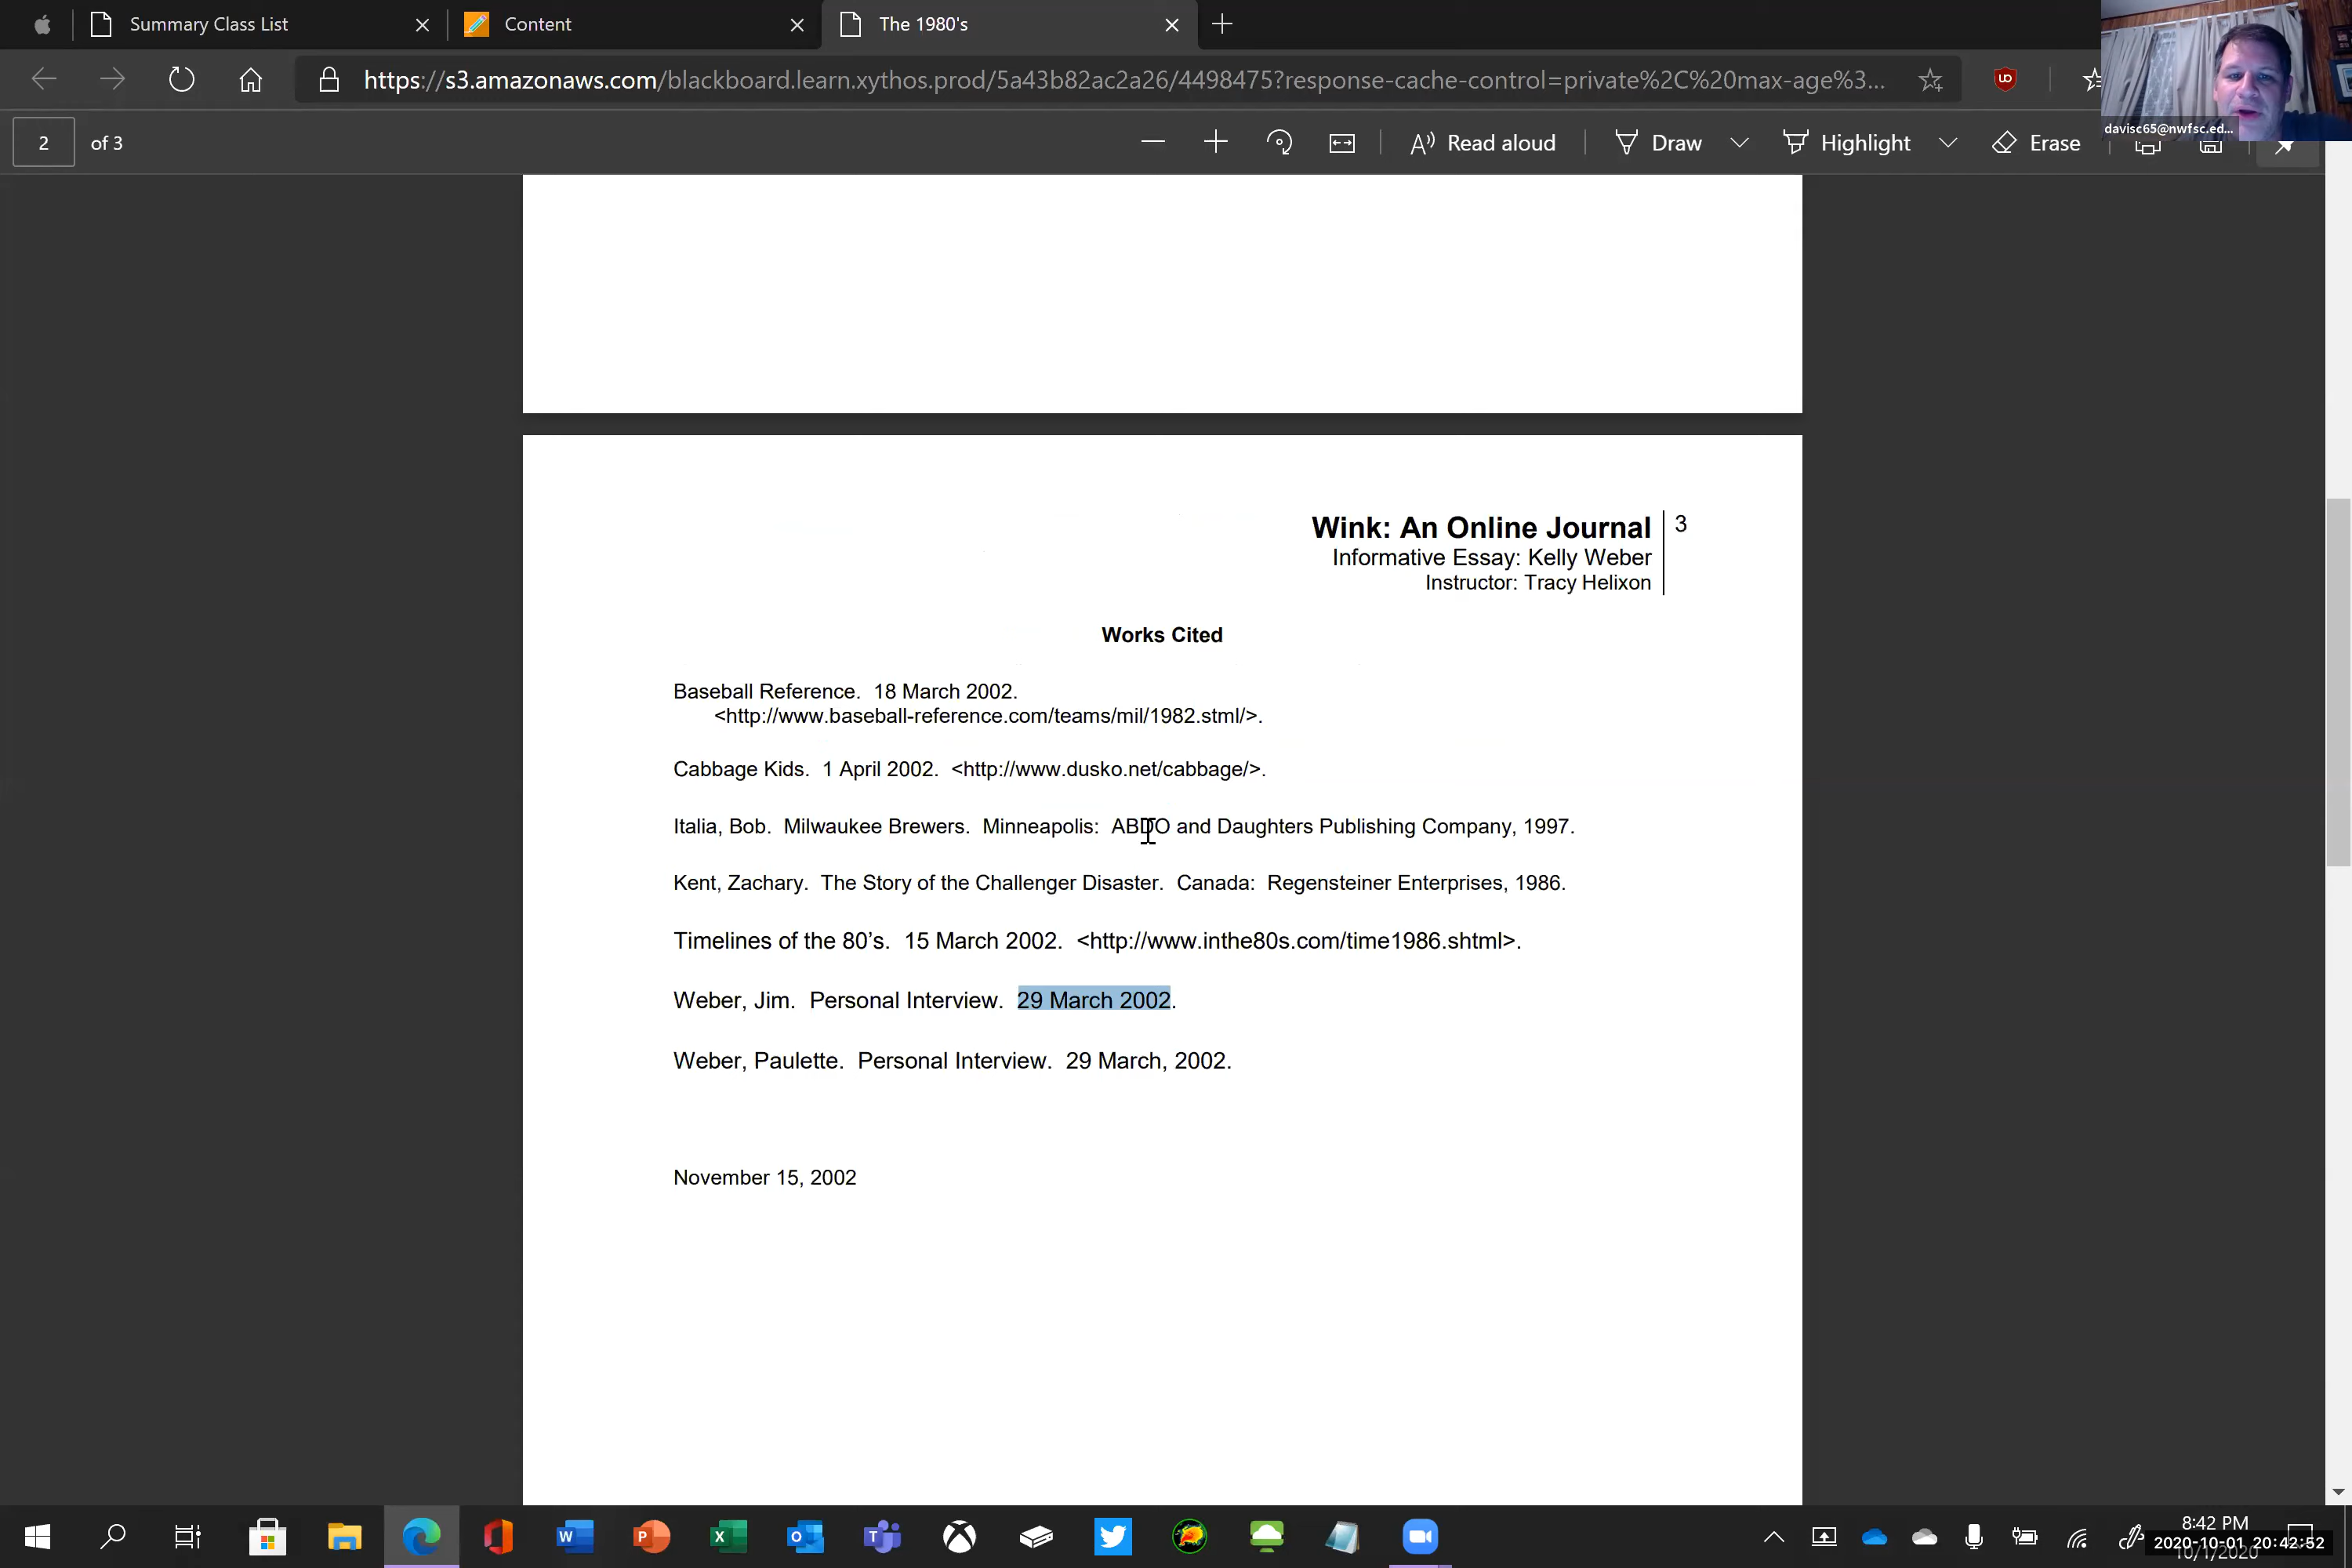 Summary Class List
Content
The 1980's
https://s3.amazonaws.com/blackboard.learn.xythos.prod/5a43b82ac2a26/4498475?response-cache-control=private%2C%20max-age%3...
davisc65@nwfsc.ed...
2 of 3
Read aloud
Draw
Highlight
Erase
Wink: An Online Journal 3
Informative Essay: Kelly Weber
Instructor: Tracy Helixon
Works Cited
Baseball Reference. 18 March 2002.
<http://www.baseball-reference.com/teams/mil/1982.stml/>.
Cabbage Kids. 1 April 2002. <http://www.dusko.net/cabbage/>.
Italia, Bob. Milwaukee Brewers. Minneapolis: ABDO and Daughters Publishing Company, 1997.
Kent, Zachary. The Story of the Challenger Disaster. Canada: Regensteiner Enterprises, 1986.
Timelines of the 80’s. 15 March 2002. <http://www.inthe80s.com/time1986.shtml>.
Weber, Jim. Personal Interview. 29 March 2002.
Weber, Paulette. Personal Interview. 29 March, 2002.
November 15, 2002
8:42 PM
2020-10-01 20:42:52
10/1/2020